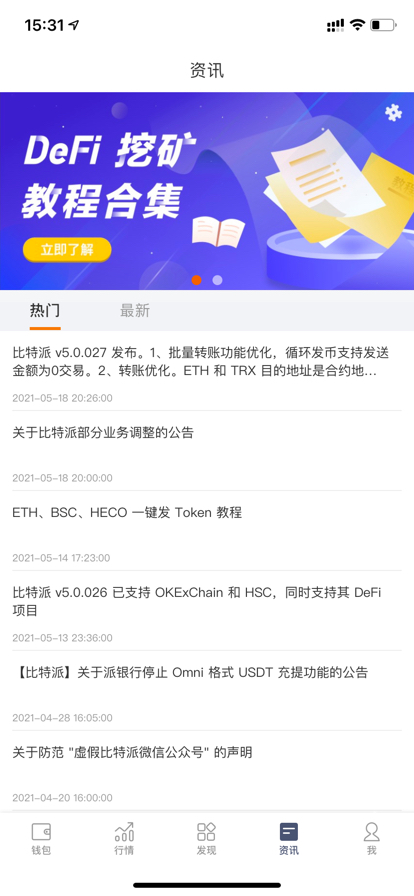 15:31
资讯
DeFi 挖矿
教程合集
立即了解
热门
最新
比特派 v5.0.027 发布。1、批量转账功能优化，循环发币支持发送
金额为0交易。2、转账优化。ETH 和 TRX 目的地址是合约地...
2021-05-18 20:26:00
关于比特派部分业务调整的公告
2021-05-18 20:00:00
ETH、BSC、HECO 一键发 Token 教程
2021-05-14 17:23:00
比特派 v5.0.026 已支持 OKExChain 和 HSC，同时支持其 DeFi
项目
2021-05-13 23:36:00
【比特派】关于派银行停止 Omni 格式 USDT 充提功能的公告
2021-04-28 16:05:00
关于防范 "虚假比特派微信公众号" 的声明
2021-04-20 16:00:00
钱包
行情
发现
资讯
我